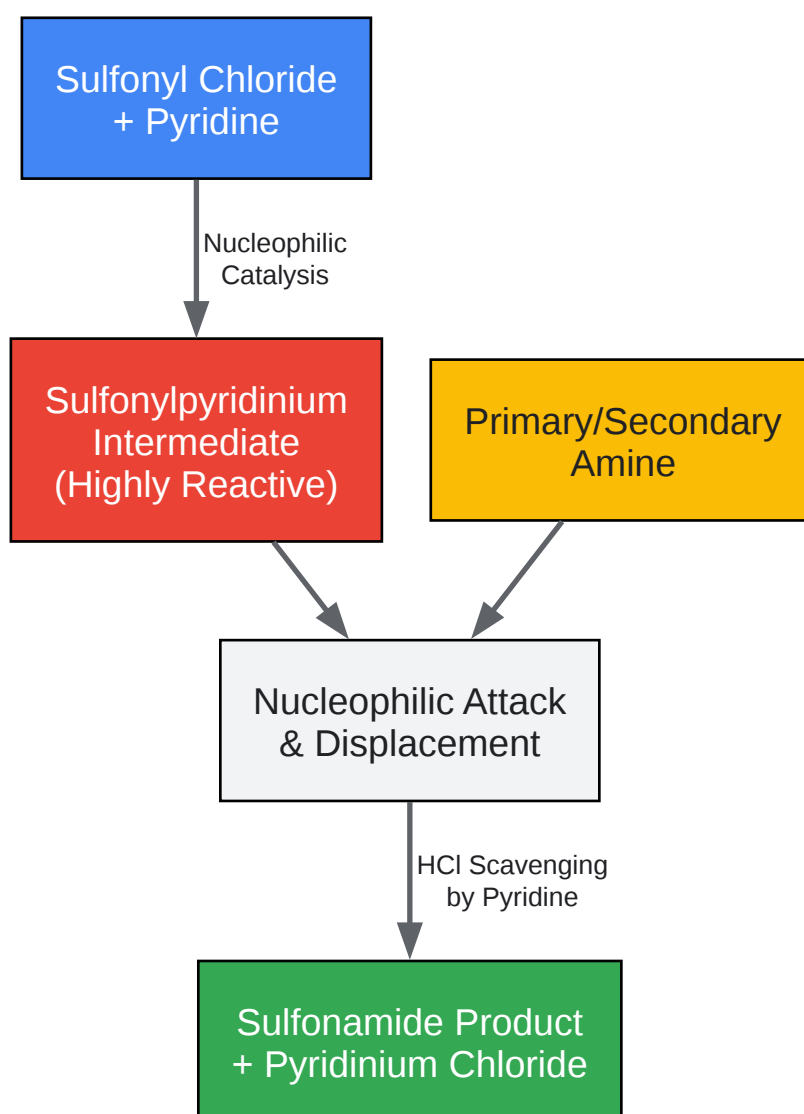 Sulfonyl Chloride
+ Pyridine
Nucleophilic
Catalysis
Sulfonylpyridinium
Intermediate
(Highly Reactive)
Primary/Secondary
Amine
Nucleophilic Attack
& Displacement
HCl Scavenging
by Pyridine
Sulfonamide Product
+ Pyridinium Chloride